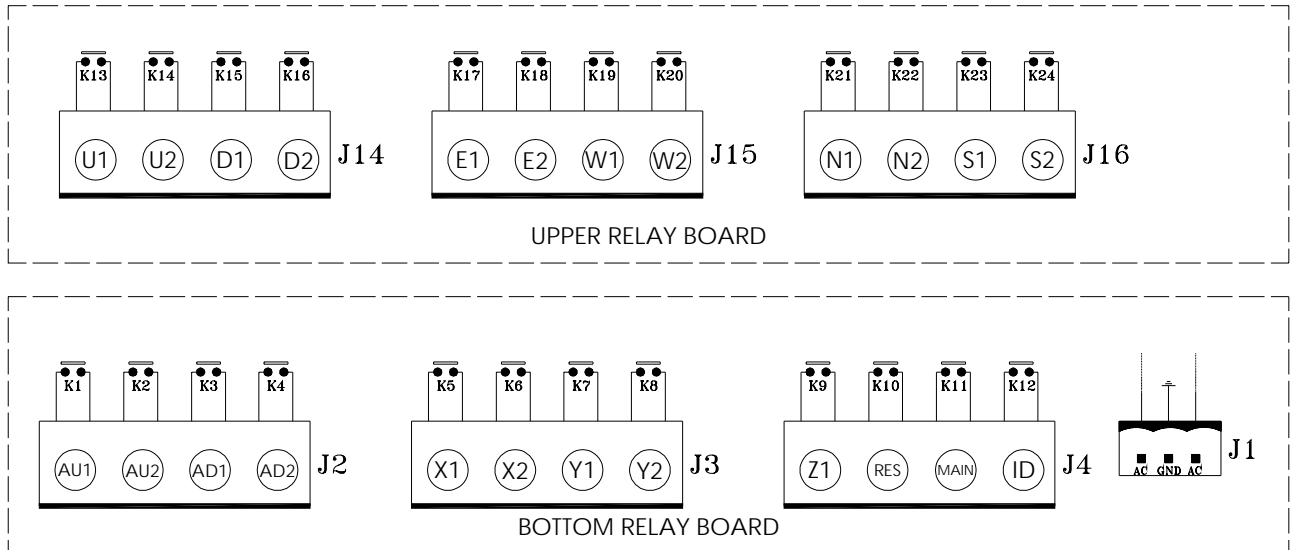 K13 K14 K15 K16 K17 K18 K19 K20 K21 K22 K23 K24
U1 U2 D1 D2 J14 E1 E2 W1 W2 J15 N1 N2 S1 S2 J16
UPPER RELAY BOARD
K1 K2 K3 K4 K5 K6 K7 K8 K9 K10 K11 K12
AU1 AU2 AD1 AD2 J2 X1 X2 Y1 Y2 J3 Z1 RES MAIN ID J4 J1
AC GND AC
BOTTOM RELAY BOARD